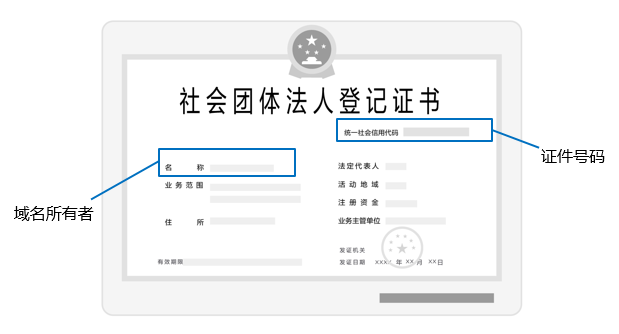 社会团体法人登记证书
统一社会信用代码
证件号码
名 称
法定代表人
业务范围
活动地域
域名所有者
注册资金
住 所
业务主管单位
发证机关
有效期限
发证日期 ×××× 年 ×× 月 ××日